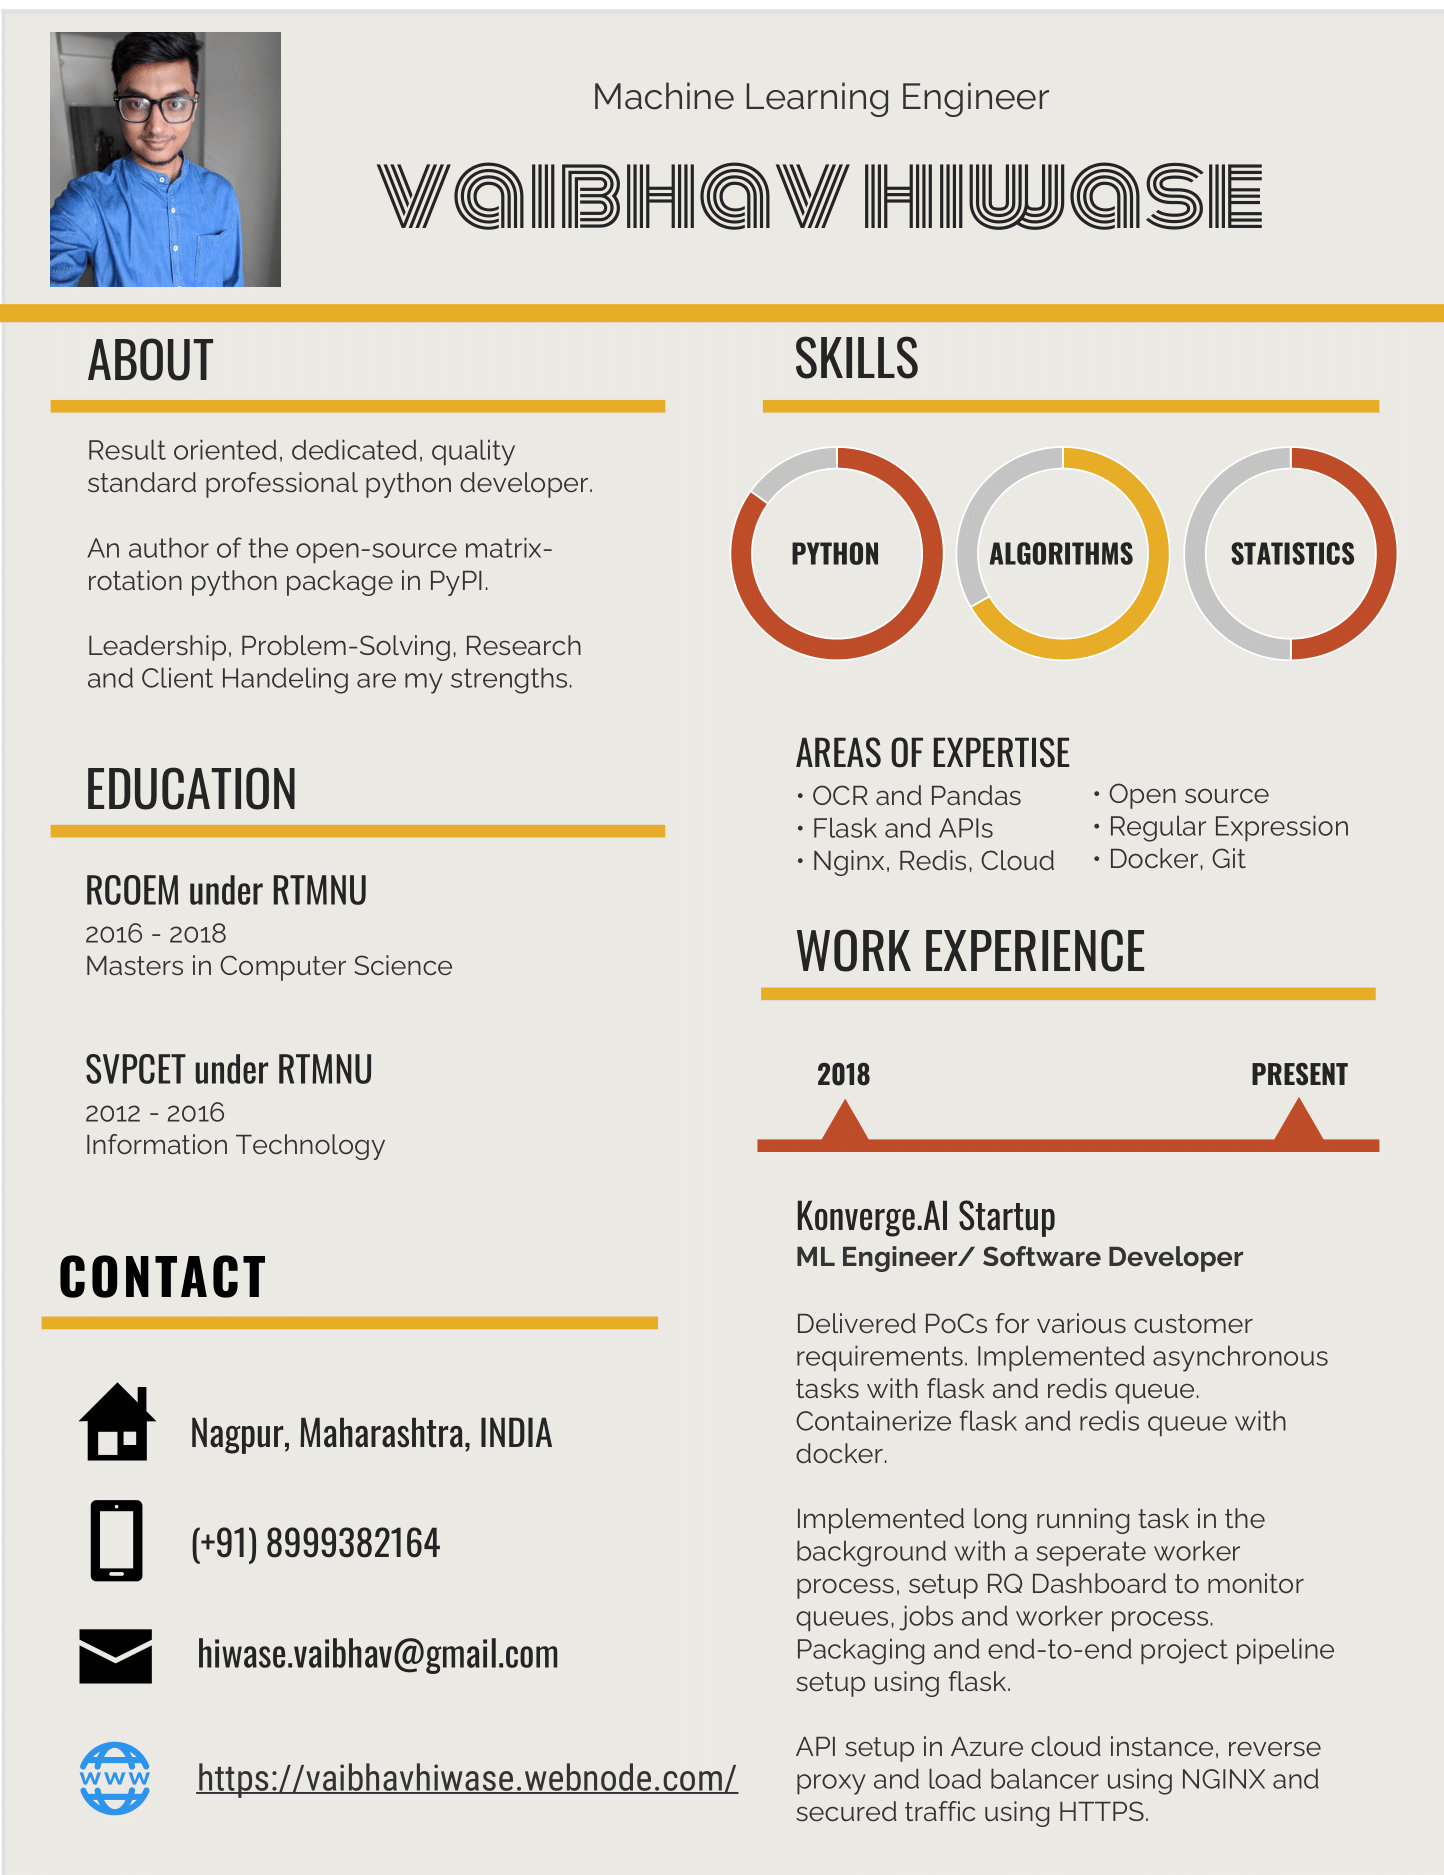 Machine Learning Engineer
VAIBHAV HIWASE
ABOUT
Result oriented, dedicated, quality
standard professional python developer.
An author of the open-source matrix-
rotation python package in PyPI.
Leadership, Problem-Solving, Research
and Client Handeling are my strengths.
EDUCATION
RCOEM under RTMNU
2016 - 2018
Masters in Computer Science
SVPCET under RTMNU
2012 - 2016
Information Technology
CONTACT
Nagpur, Maharashtra, INDIA
(+91) 8999382164
hiwase.vaibhav@gmail.com
WWW
https://vaibhavhiwase.webnode.com/
SKILLS
PYTHON
ALGORITHMS
STATISTICS
AREAS OF EXPERTISE
• OCR and Pandas
• Flask and APIs
• Nginx, Redis, Cloud
• Open source
• Regular Expression
• Docker, Git
WORK EXPERIENCE
2018
PRESENT
Konverge.AI Startup
ML Engineer/ Software Developer
Delivered PoCs for various customer
requirements. Implemented asynchronous
tasks with flask and redis queue.
Containerize flask and redis queue with
docker.
Implemented long running task in the
background with a seperate worker
process, setup RQ Dashboard to monitor
queues, jobs and worker process.
Packaging and end-to-end project pipeline
setup using flask.
API setup in Azure cloud instance, reverse
proxy and load balancer using NGINX and
secured traffic using HTTPS.